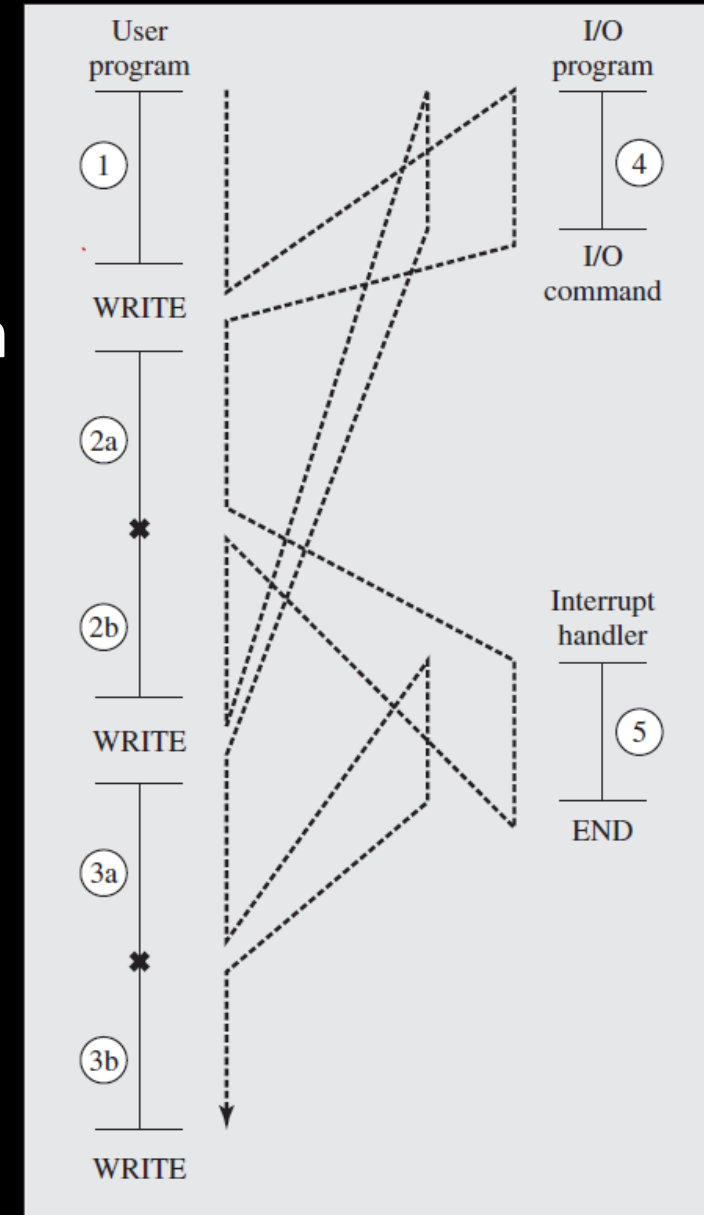 User
program
1
WRITE
2a
2b
WRITE
3a
3b
WRITE
I/O
program
4
I/O
command
Interrupt
handler
5
END